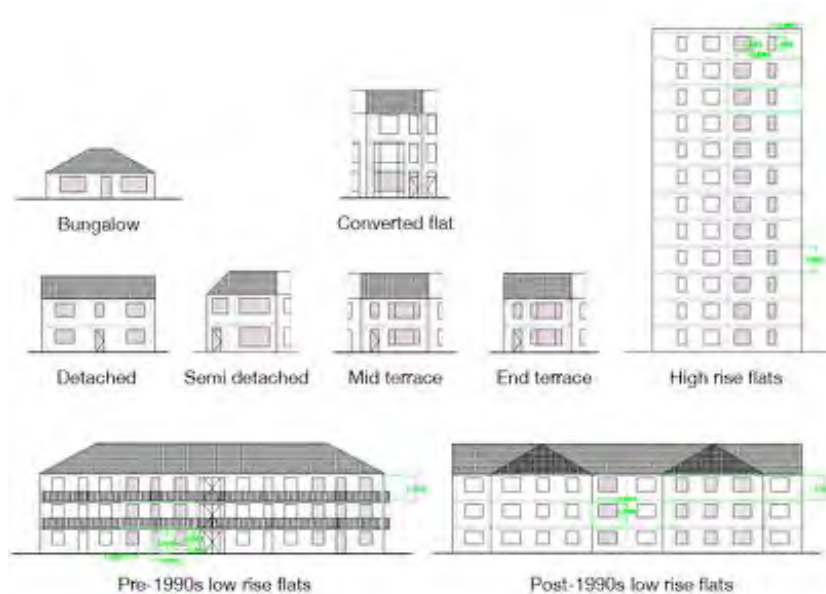 Bungalow
Converted flat
Detached
Semi detached
Mid terrace
End terrace
High rise flats
Pre-1990s low rise flats
Post-1990s low rise flats